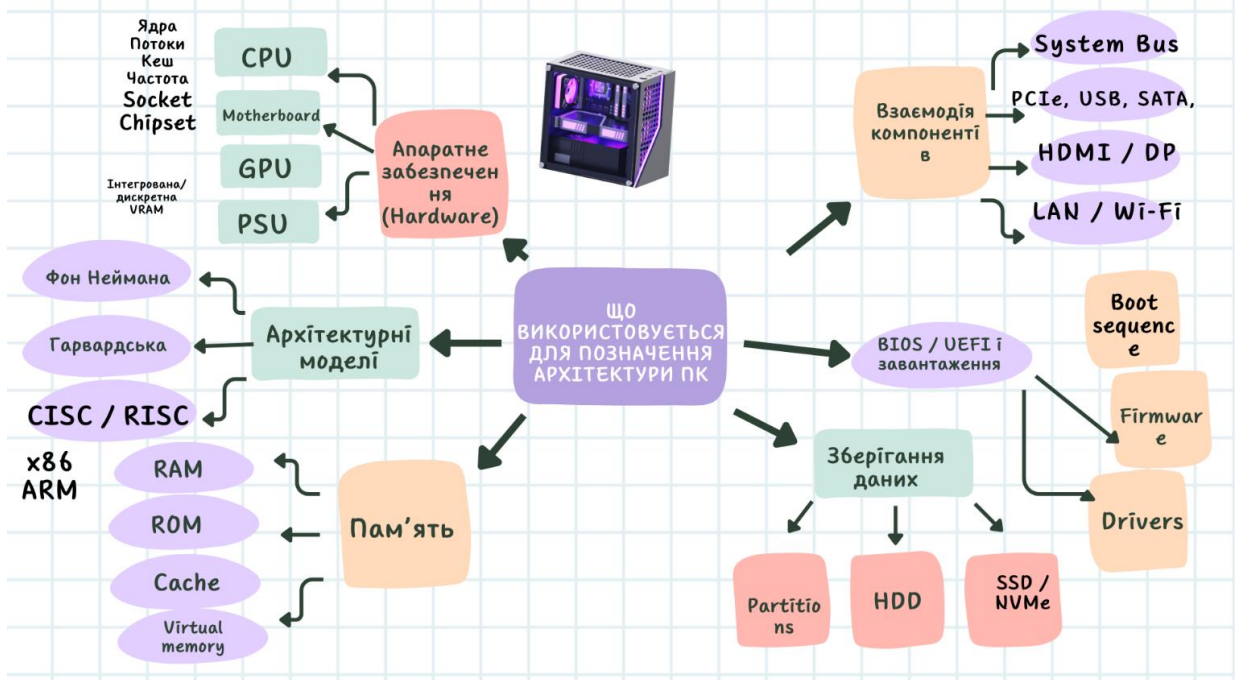 Ядра
Потоки
Кеш
Частота
Socket
Chipset
Інтегрована/
дискретна
VRAM
CPU
Motherboard
GPU
PSU
Апаратне
забезпечен
ня
(Hardware)
Взаємодія
компоненті
в
System Bus
PCIe, USB, SATA,
HDMI / DP
LAN / Wi-Fi
Фон Неймана
Гарвардська
CISC / RISC
x86
ARM
Архітектурні
моделі
ЩО
ВИКОРИСТОВУЄТЬСЯ
ДЛЯ ПОЗНАЧЕННЯ
АРХІТЕКТУРИ ПК
BIOS / UEFI і
завантаження
Boot
sequenc
e
Firmwar
e
Drivers
RAM
ROM
Cache
Virtual
memory
Пам'ять
Зберігання
даних
Partitio
ns
HDD
SSD /
NVMe